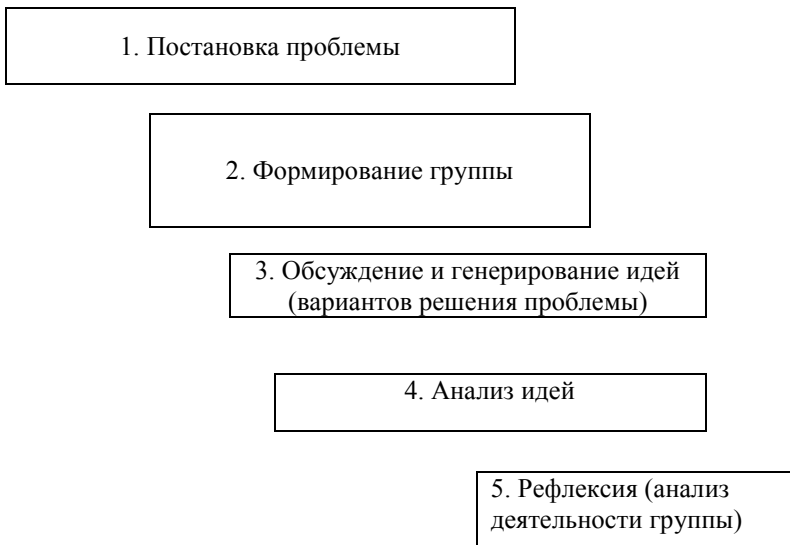 1. Постановка проблемы
2. Формирование группы
3. Обсуждение и генерирование идей
(вариантов решения проблемы)
4. Анализ идей
5. Рефлексия (анализ
деятельности группы)